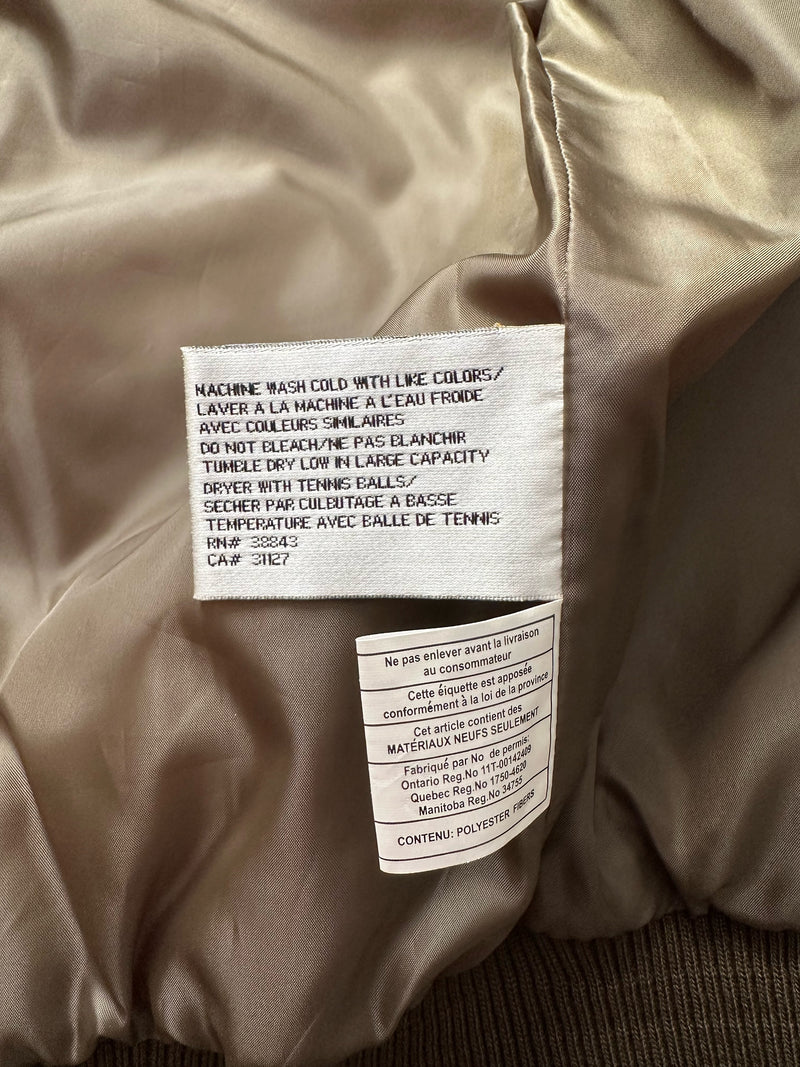 MACHINE WASH COLD WITH LIKE COLORS/
LAVER A LA MACHINE A L'EAU FROIDE
AVEC COULEURS SIMILAIRES
DO NOT BLEACH/NE PAS BLANCHIR
TUMBLE DRY LOW IN LARGE CAPACITY
DRYER WITH TENNIS BALLS/
SECHER PAR CULBUTAGE A BASSE
TEMPERATURE AVEC BALLE DE TENNIS
RN# 38843
CA# 31127
Ne pas enlever avant la livraison
au consommateur
Cette éiquette est apposée
conformément à la loi de la province
Cet article contient des
MATÉRIAUX NEUFS SEULEMENT
Fabriqué par No de permis:
Ontario Reg.No 11T-00142409
Quebec Reg.No 1750-4620
Manitoba Reg.No 34755
CONTENU: POLYESTER FIBERS